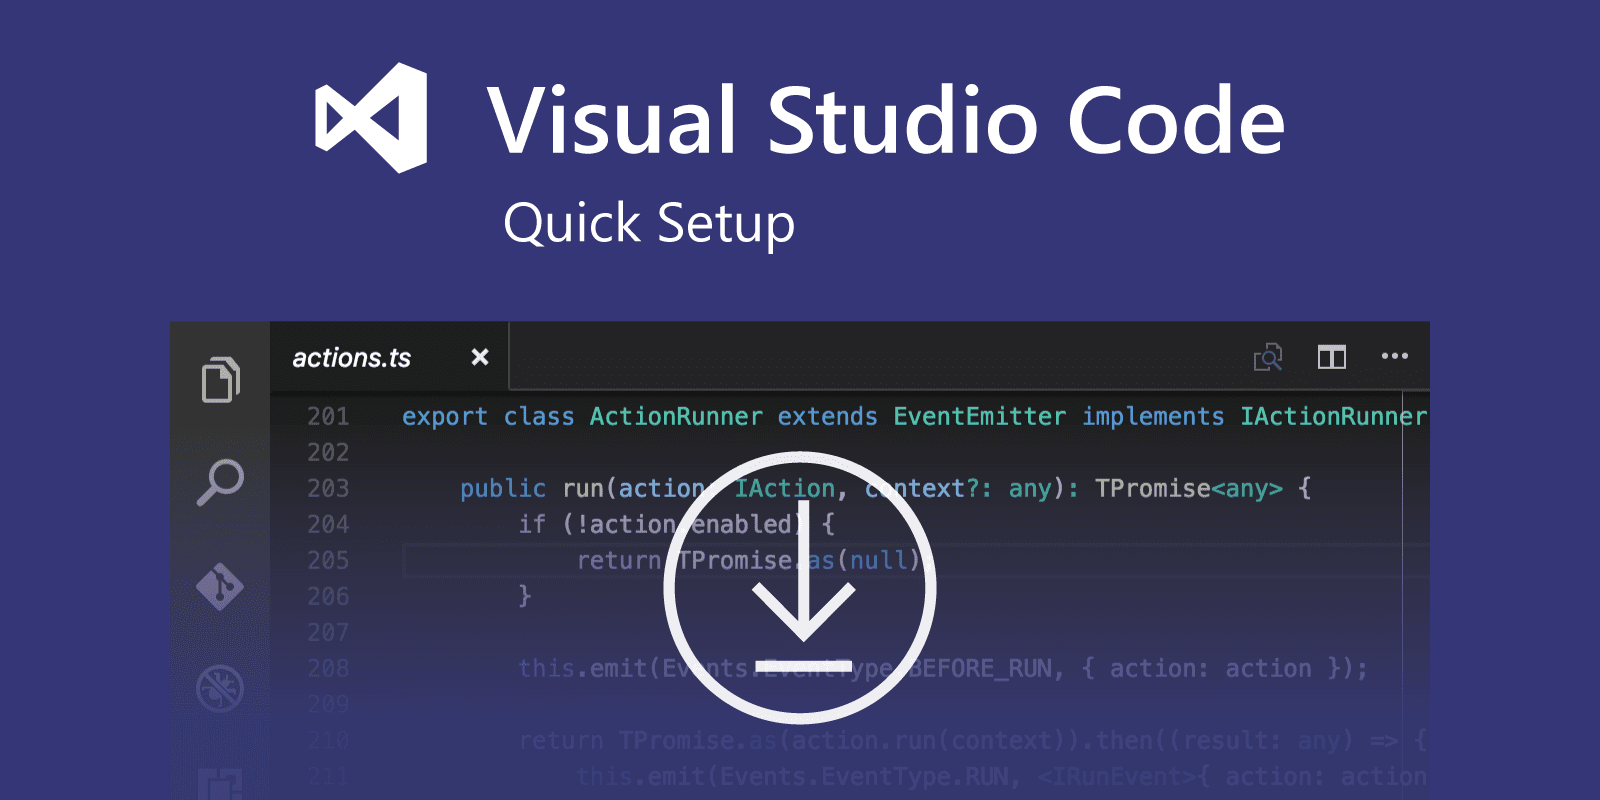 Visual Studio Code
Quick Setup
actions.ts
201 export class ActionRunner extends EventEmitter implements IActionRunner
202
203 public run(action: IAction, context?: any): TPromise<any> {
204 if (!action.enabled) {
205 return TPromise.as(null)
206 }
207
208 this.emit(Events.EventType.BEFORE_RUN, { action: action });
209
210 return TPromise.as(action.run(context)).then((result: any) => {
211 this.emit(Events.EventType.RUN, <IRunEvent>{ action: action